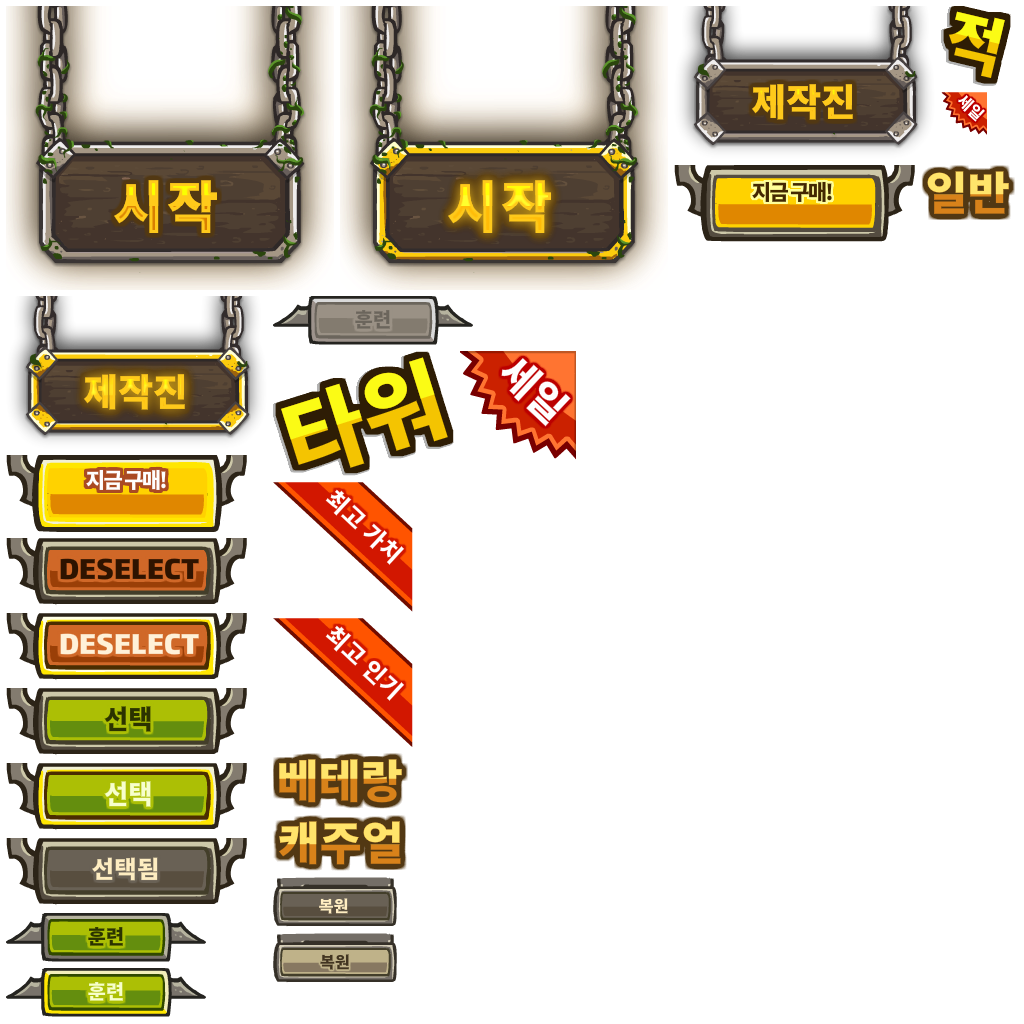 시작
시작
제작진
적
세일
지금 구매!
일반
제작진
훈련
타워
세일
지금 구매!
최고 가치
DESELECT
DESELECT
최고 인기
선택
선택
베테랑
캐주얼
선택됨
복원
훈련
복원
훈련